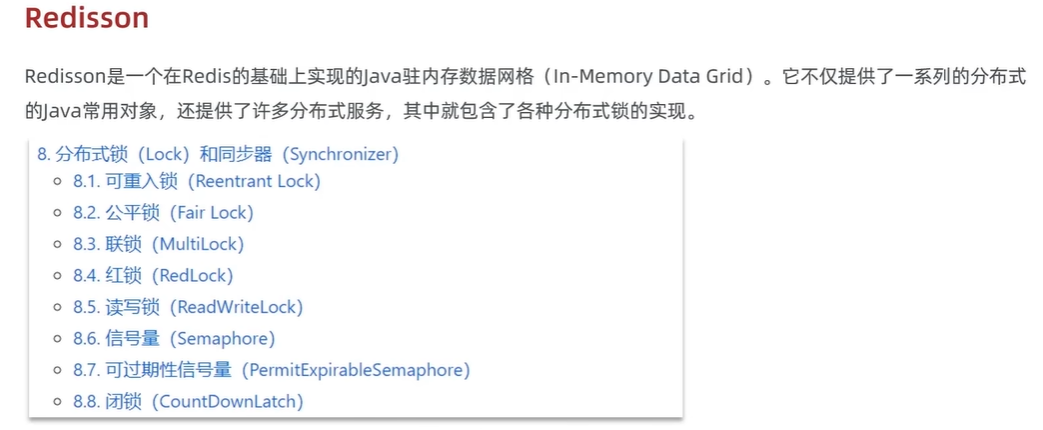 Redisson
Redisson是一个在Redis的基础上实现的Java驻内存数据网格（In-Memory Data Grid）。它不仅提供了一系列的分布式
的Java常用对象，还提供了许多分布式服务，其中就包含了各种分布式锁的实现。
8. 分布式锁（Lock）和同步器（Synchronizer）
8.1. 可重入锁（Reentrant Lock）
8.2. 公平锁（Fair Lock）
8.3. 联锁（MultiLock）
8.4. 红锁（RedLock）
8.5. 读写锁（ReadWriteLock）
8.6. 信号量（Semaphore）
8.7. 可过期性信号量（PermitExpirableSemaphore）
8.8. 闭锁（CountDownLatch）